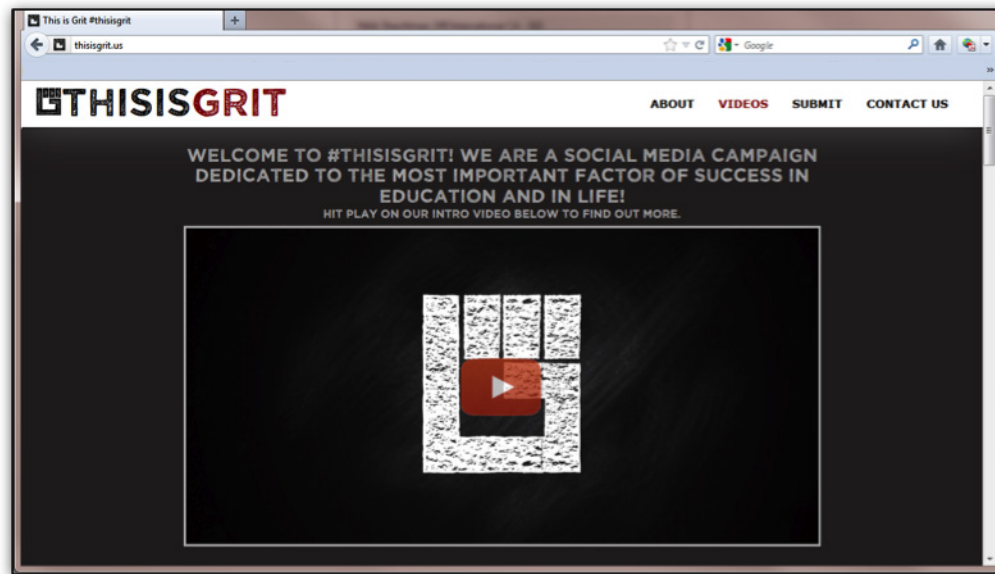 This is Grit #thisisgrit
thisisgrit.us
Google
THISISGRIT
ABOUT VIDEOS SUBMIT CONTACT US
WELCOME TO #THISISGRIT! WE ARE A SOCIAL MEDIA CAMPAIGN
DEDICATED TO THE MOST IMPORTANT FACTOR OF SUCCESS IN
EDUCATION AND IN LIFE!
HIT PLAY ON OUR INTRO VIDEO BELOW TO FIND OUT MORE.